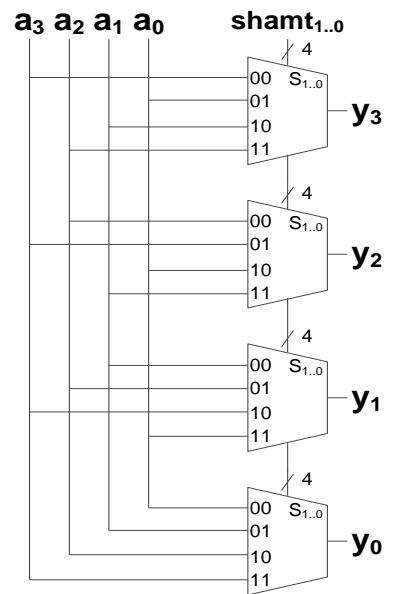 a₃ a₂ a₁ a₀ shamt₁..₀
4
00 S₁..₀
01
10
11
y₃
4
00 S₁..₀
01
10
11
y₂
4
00 S₁..₀
01
10
11
y₁
4
00 S₁..₀
01
10
11
y₀